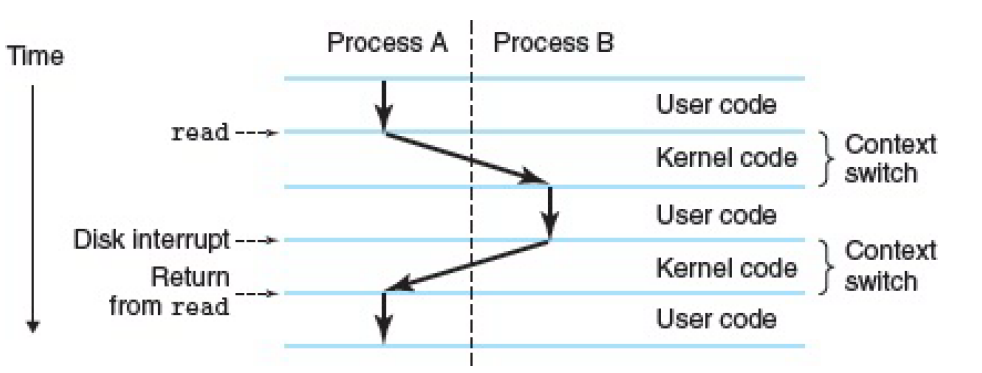 Process A Process B
Time
User code
read
Kernel code
Context
switch
User code
Disk interrupt
Return
from read
Kernel code
Context
switch
User code